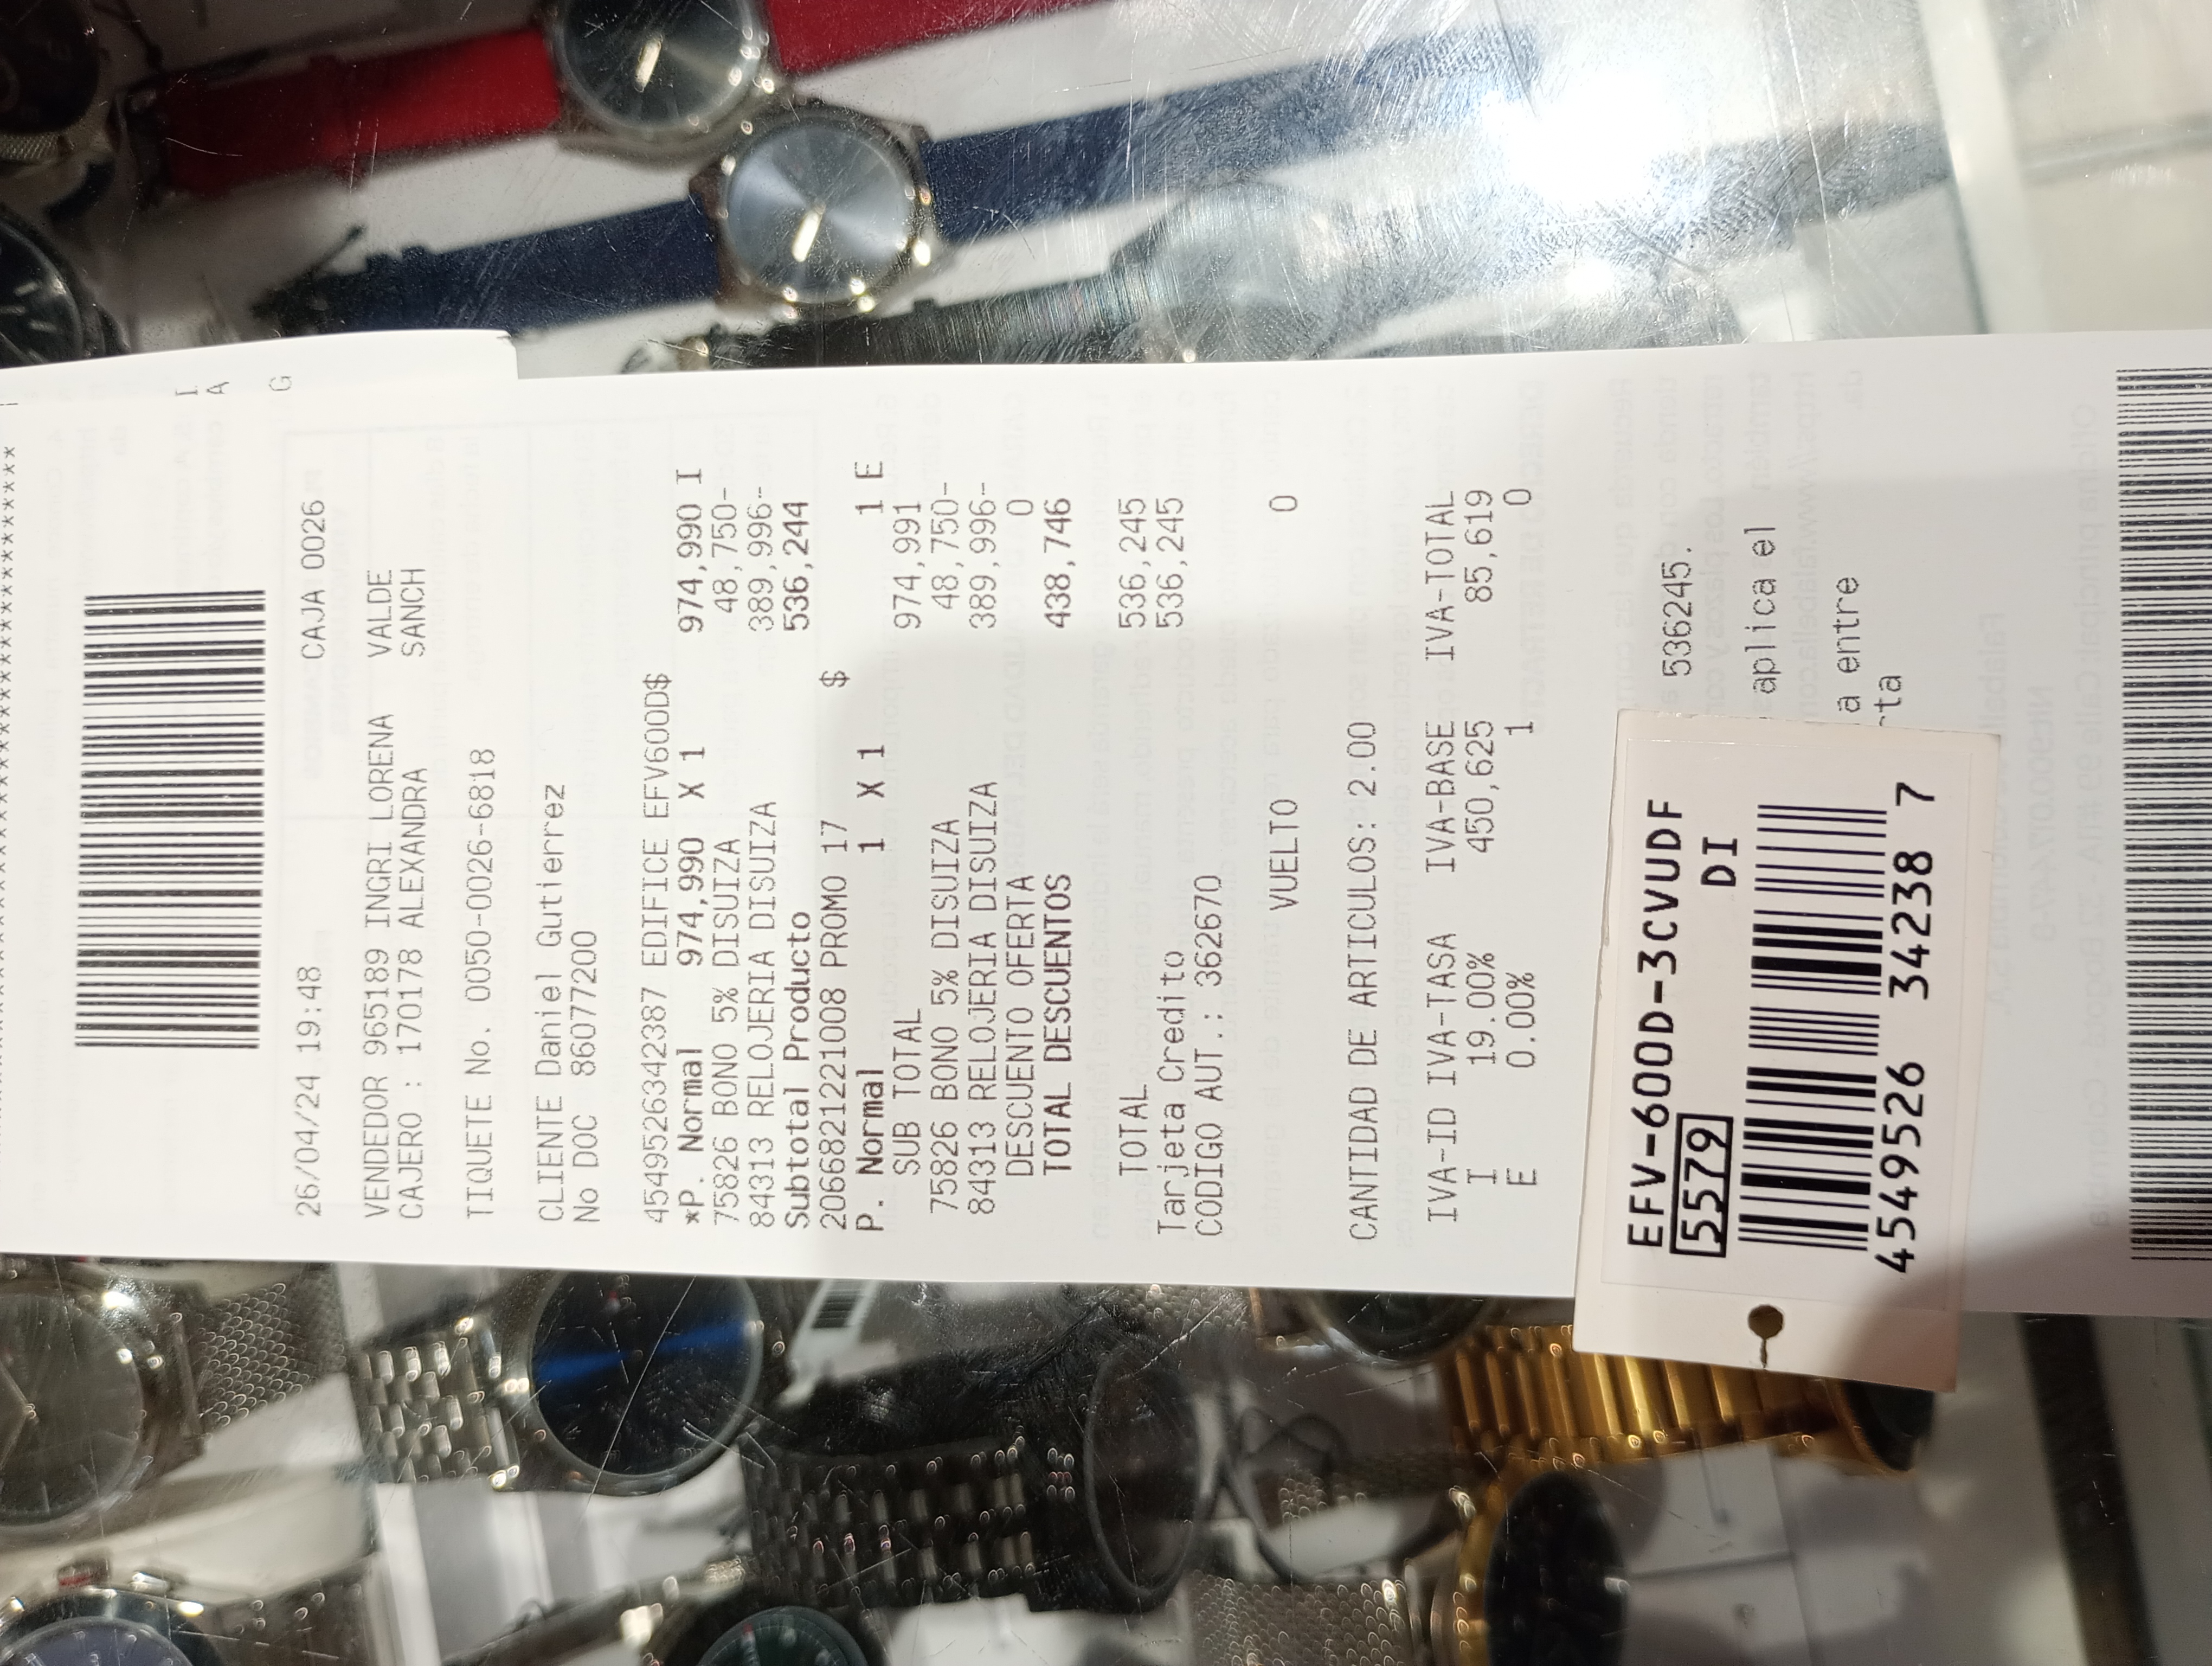 I
A
G
26/04/24 19:48 CAJA 0026
VENDEDOR 965189 INGRI LORENA VALDE
CAJERO : 170178 ALEXANDRA SANCH
TIQUETE No. 0050-0026-6818
CLIENTE Daniel Gutierrez
No DOC 86077200
4549526342387 EDIFICE EFV600D$
*P. Normal 974,990 X 1 974,990 I
75826 BONO 5% DISUIZA 48,750-
84313 RELOJERIA DISUIZA 389,996-
Subtotal Producto 536,244
2066821221008 PROMO 17 $
P. Normal 1 X 1 1 E
SUB TOTAL 974,991
75826 BONO 5% DISUIZA 48,750-
84313 RELOJERIA DISUIZA 389,996-
DESCUENTO OFERTA 0
TOTAL DESCUENTOS 438,746
TOTAL 536,245
Tarjeta Credito 536,245
CODIGO AUT.: 362670
VUELTO 0
CANTIDAD DE ARTICULOS: 2.00
IVA-ID IVA-TASA IVA-BASE IVA-TOTAL
I 19.00% 450,625 85,619
E 0.00% 1 0
536245.
aplica el
a entre
EFV-600D-3CVUDF
5579 DI
4549526 34238 7